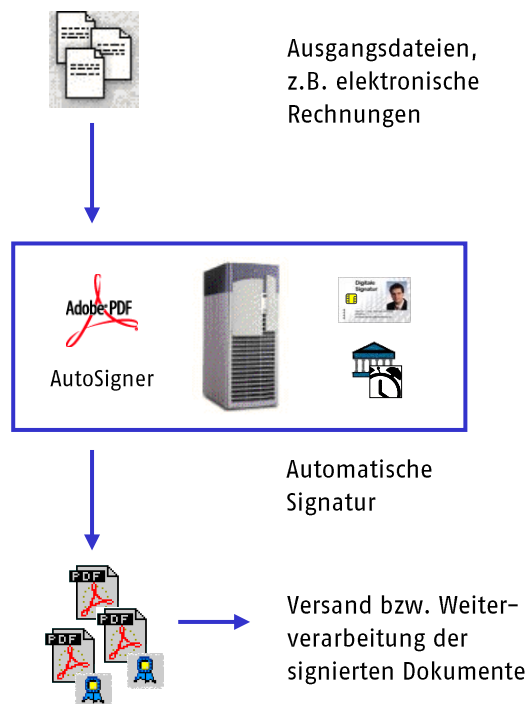 Ausgangsdateien,
z.B. elektronische
Rechnungen
Adobe PDF
AutoSigner
Digitale
Signatur
Automatische
Signatur
PDF
PDF
PDF
Versand bzw. Weiter-
verarbeitung der
signierten Dokumente